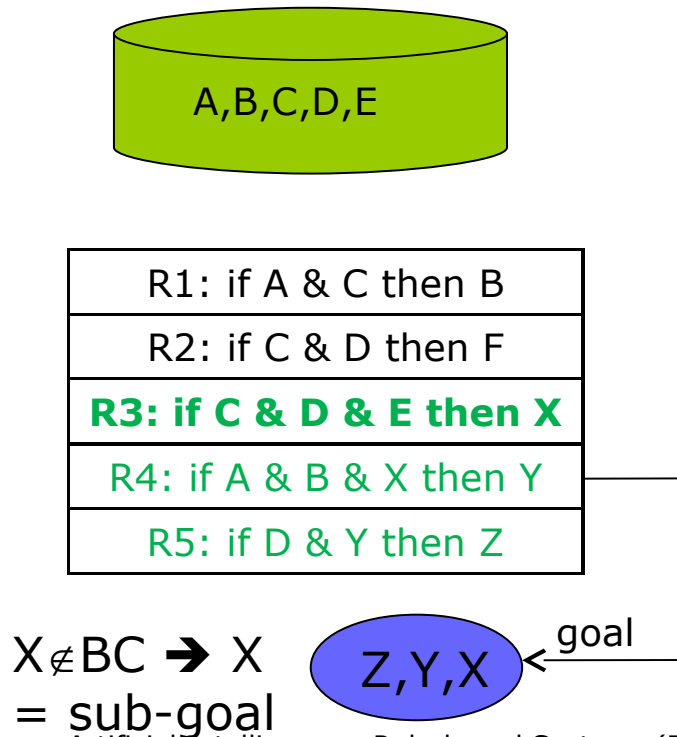 A,B,C,D,E
R1: if A & C then B
R2: if C & D then F
R3: if C & D & E then X
R4: if A & B & X then Y
R5: if D & Y then Z
X∉BC ➔ X
= sub-goal
Z,Y,X
goal